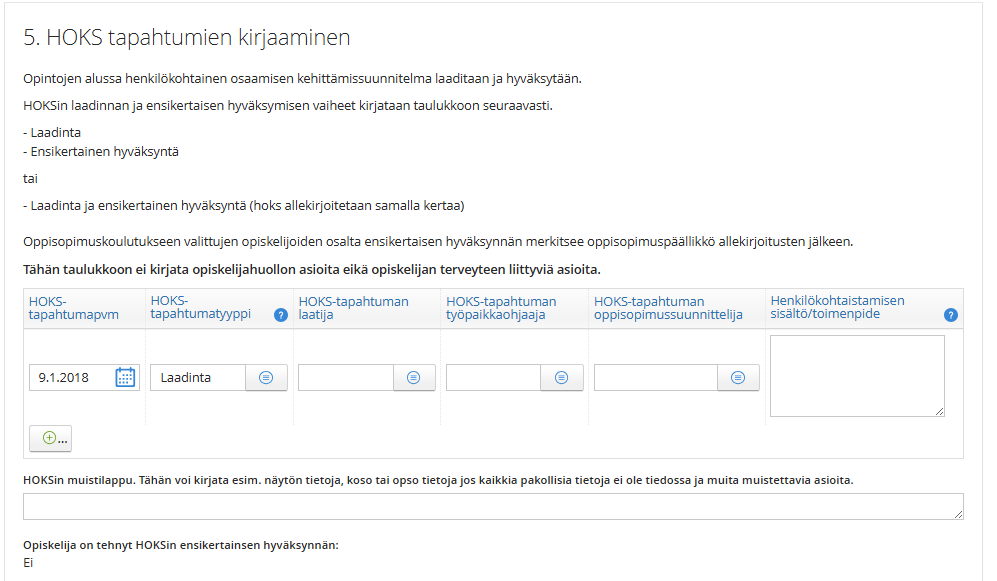 5. HOKS tapahtumien kirjaaminen
Opintojen alussa henkilökohtainen osaamisen kehittämissuunnitelma laaditaan ja hyväksytään.
HOKSin laadinnan ja ensikertaisen hyväksymisen vaiheet kirjataan taulukkoon seuraavasti.
- Laadinta
- Ensikertainen hyväksyntä
tai
- Laadinta ja ensikertainen hyväksyntä (hoks allekirjoitetaan samalla kertaa)
Oppisopimuskoulutukseen valittujen opiskelijoiden osalta ensikertaisen hyväksynnän merkitsee oppisopimuspäällikkö allekirjoitusten jälkeen.
Tähän taulukkoon ei kirjata opiskelijahuollon asioita eikä opiskelijan terveyteen liittyviä asioita.
HOKS-
tapahtumapvm
HOKS-
tapahtumatyyppi ?
HOKS-tapahtuman
laatija
HOKS-tapahtuman
työpaikkaohjaaja
HOKS-tapahtuman
oppisopimussuunnittelija
Henkilökohtaistamisen
sisältö/toimenpide ?
9.1.2018
Laadinta
...
HOKSin muistilappu. Tähän voi kirjata esim. näytön tietoja, koso tai opso tietoja jos kaikkia pakollisia tietoja ei ole tiedossa ja muita muistettavia asioita.
Opiskelija on tehnyt HOKSin ensikertainsen hyväksynnän:
Ei